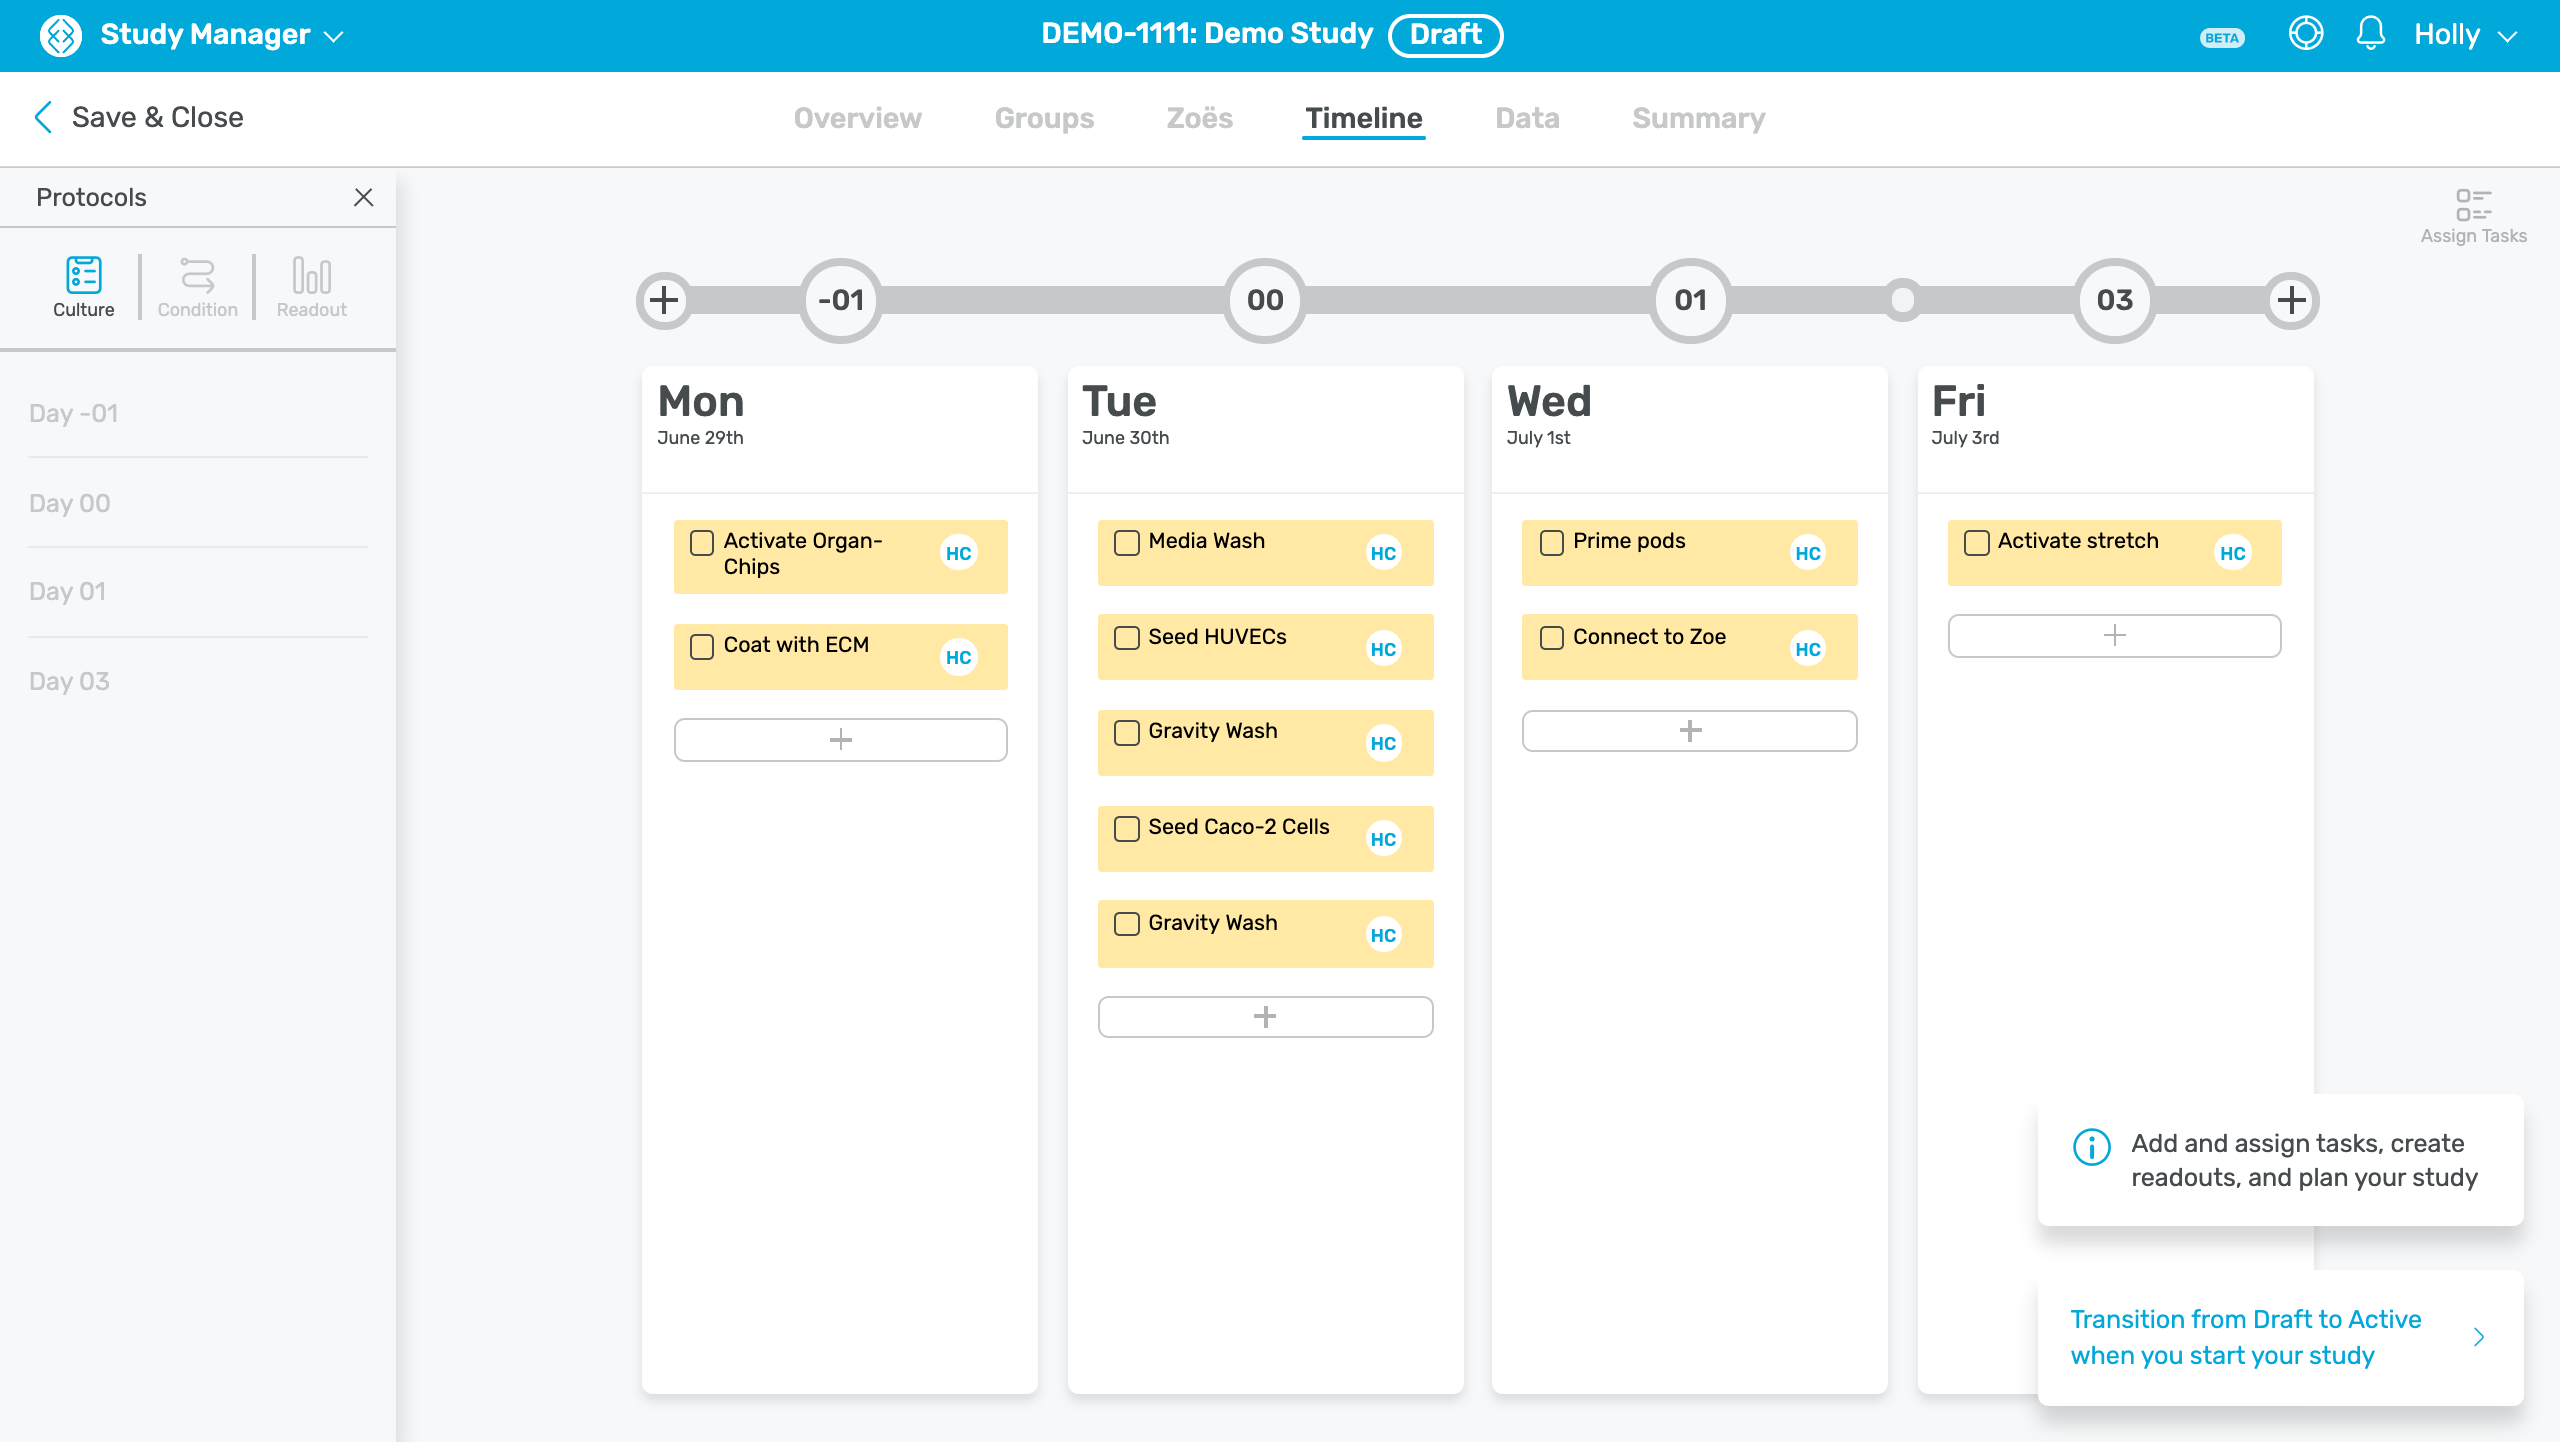 Study Manager
DEMO-1111: Demo Study Draft
BETA
Holly
Save & Close
Overview
Groups
Zoës
Timeline
Data
Summary
Protocols
Culture
Condition
Readout
Day -01
Day 00
Day 01
Day 03
Assign Tasks
-01
00
01
03
Mon
June 29th
Activate Organ-
Chips
HC
Coat with ECM
HC
Tue
June 30th
Media Wash
HC
Seed HUVECs
HC
Gravity Wash
HC
Seed Caco-2 Cells
HC
Gravity Wash
HC
Wed
July 1st
Prime pods
HC
Connect to Zoe
HC
Fri
July 3rd
Activate stretch
HC
Add and assign tasks, create
readouts, and plan your study
Transition from Draft to Active
when you start your study